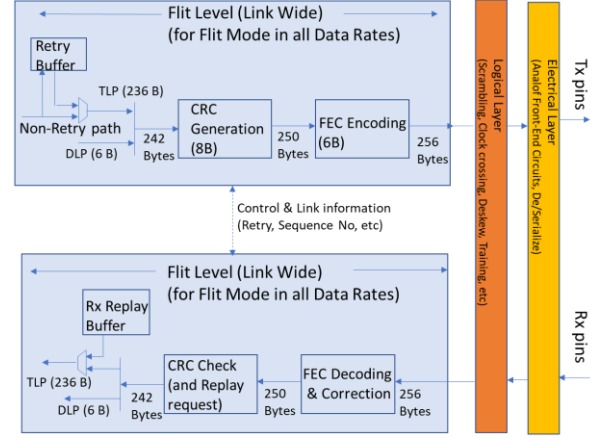 Flit Level (Link Wide)
(for Flit Mode in all Data Rates)
Retry
Buffer
TLP (236 B)
Non-Retry path
DLP (6 B)
242
Bytes
CRC
Generation
(8B)
250
Bytes
FEC Encoding
(6B)
256
Bytes
Control & Link information
(Retry, Sequence No, etc)
Flit Level (Link Wide)
(for Flit Mode in all Data Rates)
Rx Replay
Buffer
TLP (236 B)
DLP (6 B)
242
Bytes
CRC Check
(and Replay
request)
250
Bytes
FEC Decoding
& Correction
256
Bytes
Logical Layer
(Scrambling, Clock crossing, Deskew, Training, etc)
Electrical Layer
(Analof Front-End Circuits, De/Serialize)
Tx pins
Rx pins